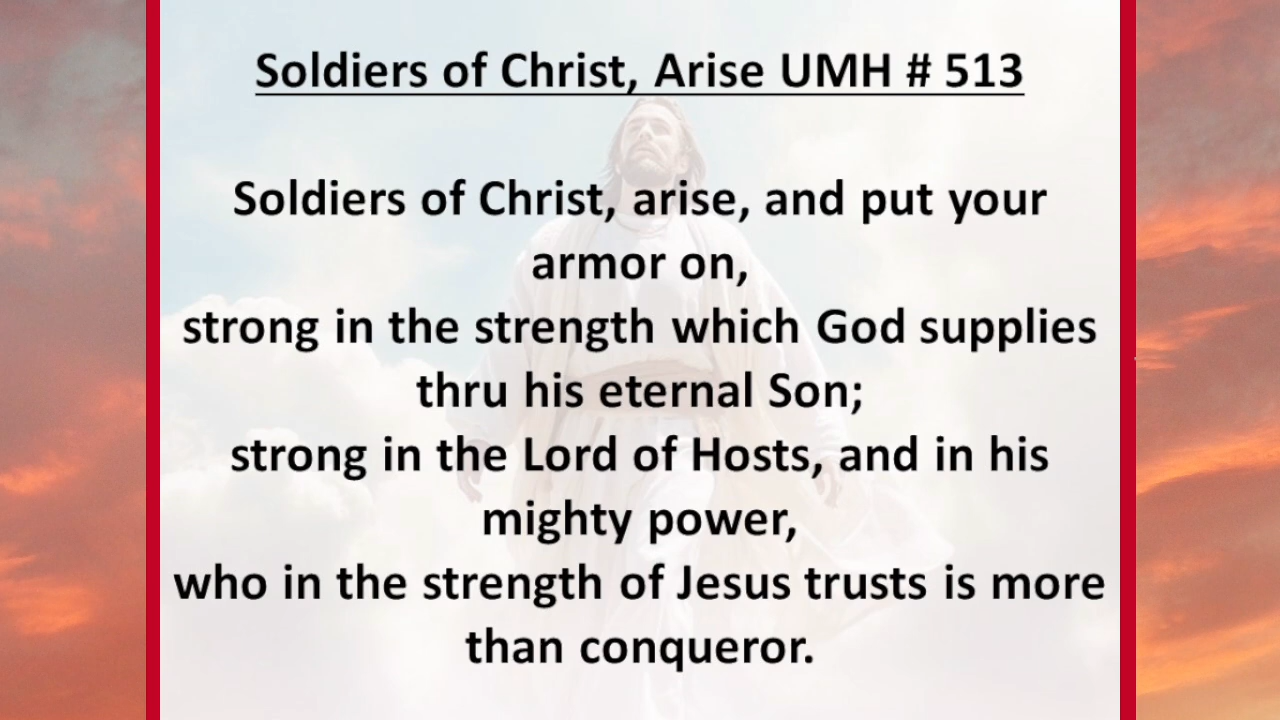 Soldiers of Christ, Arise UMH # 513
Soldiers of Christ, arise, and put your
armor on,
strong in the strength which God supplies
thru his eternal Son;
strong in the Lord of Hosts, and in his
mighty power,
who in the strength of Jesus trusts is more
than conqueror.